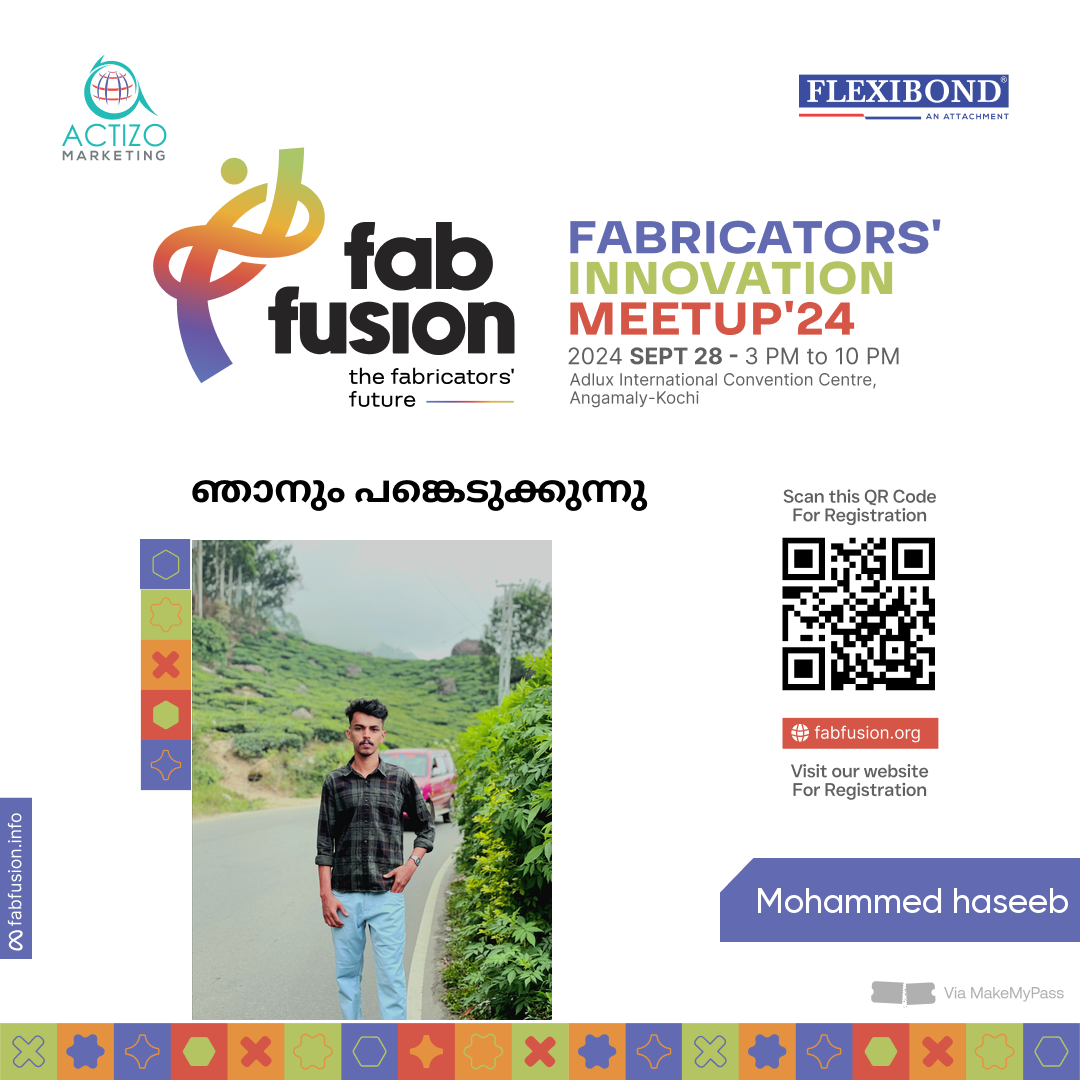 ACTIZO
MARKETING
FLEXIBOND®
AN ATTACHMENT
fab
fusion
the fabricators'
future
FABRICATORS'
INNOVATION
MEETUP'24
2024 SEPT 28 - 3 PM to 10 PM
Adlux International Convention Centre,
Angamaly-Kochi
ഞാനും പങ്കെടുക്കുന്നു
Scan this QR Code
For Registration
fabfusion.org
Visit our website
For Registration
fabfusion.info
Mohammed haseeb
Via MakeMyPass